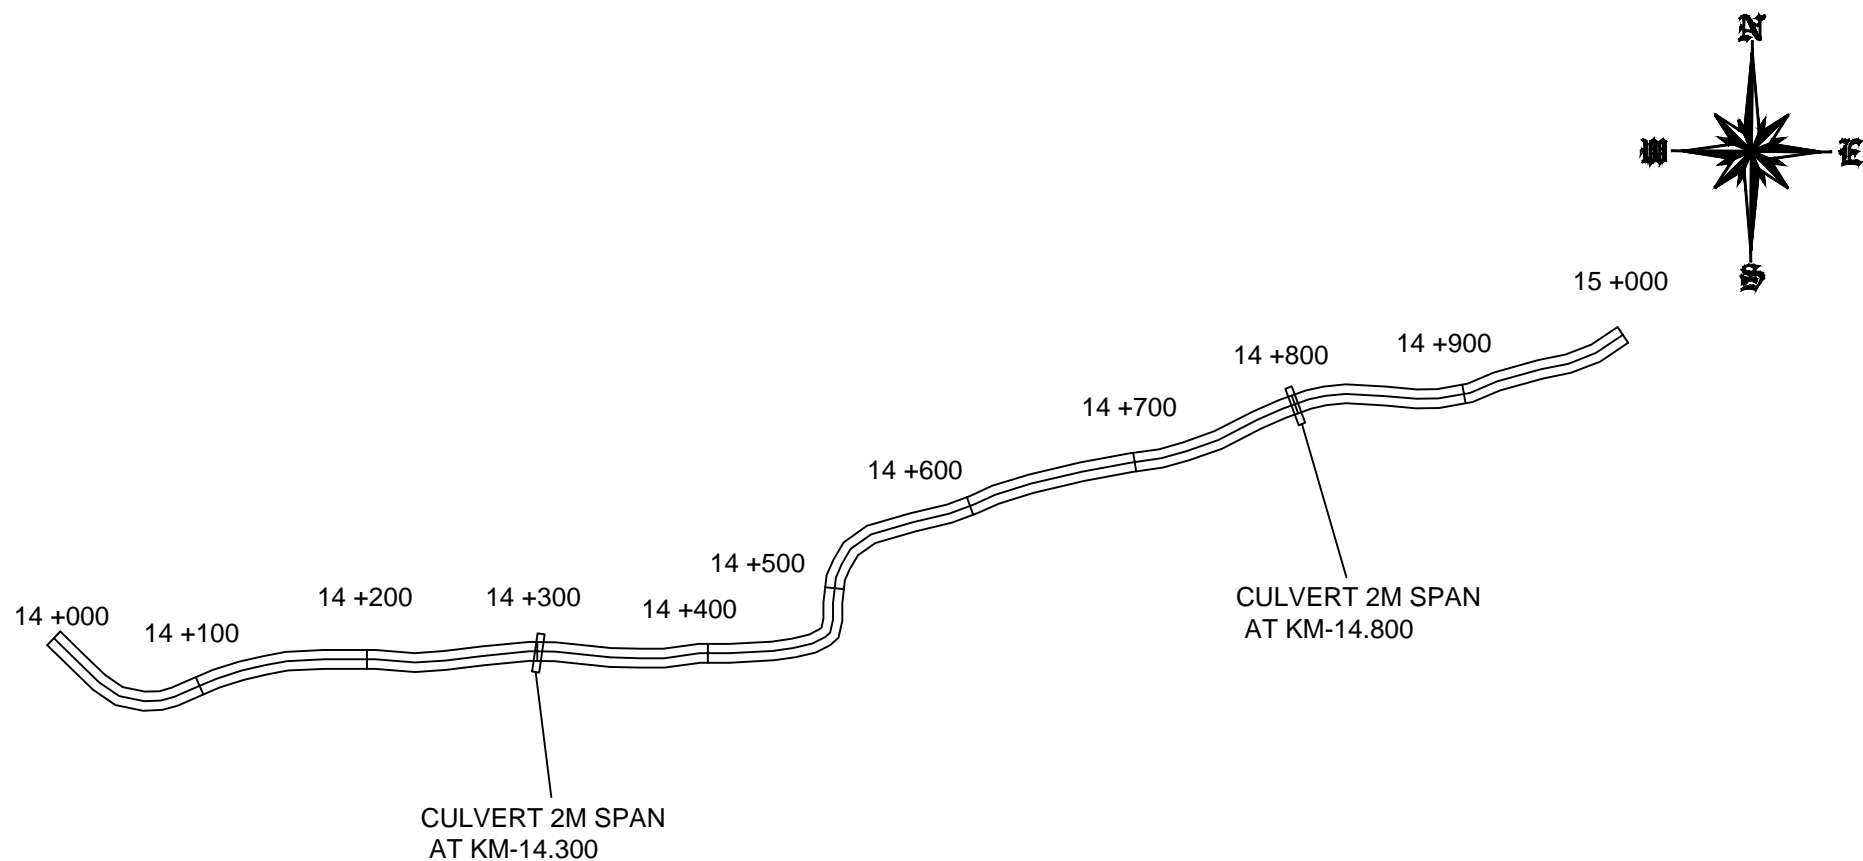 N
W
E
S
15 +000
14 +900
14 +800
14 +700
14 +600
14 +500
14 +400
14 +300
14 +200
14 +100
14 +000
CULVERT 2M SPAN
AT KM-14.800
CULVERT 2M SPAN
AT KM-14.300